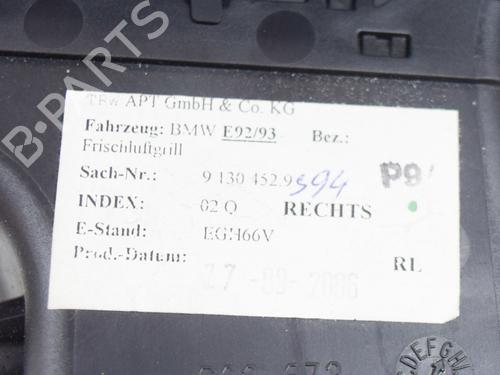 TRW APT GmbH & Co. KG
Fahrzeug: BMW E92/93 Bez.:
Frischluftgrill
Sach-Nr.: 9 130 452.9 S94 P9
INDEX: 02 Q RECHTS
E-Stand: EGH66V
Prod.-Datum: 27 -09- 2006 RL
B-PARTS